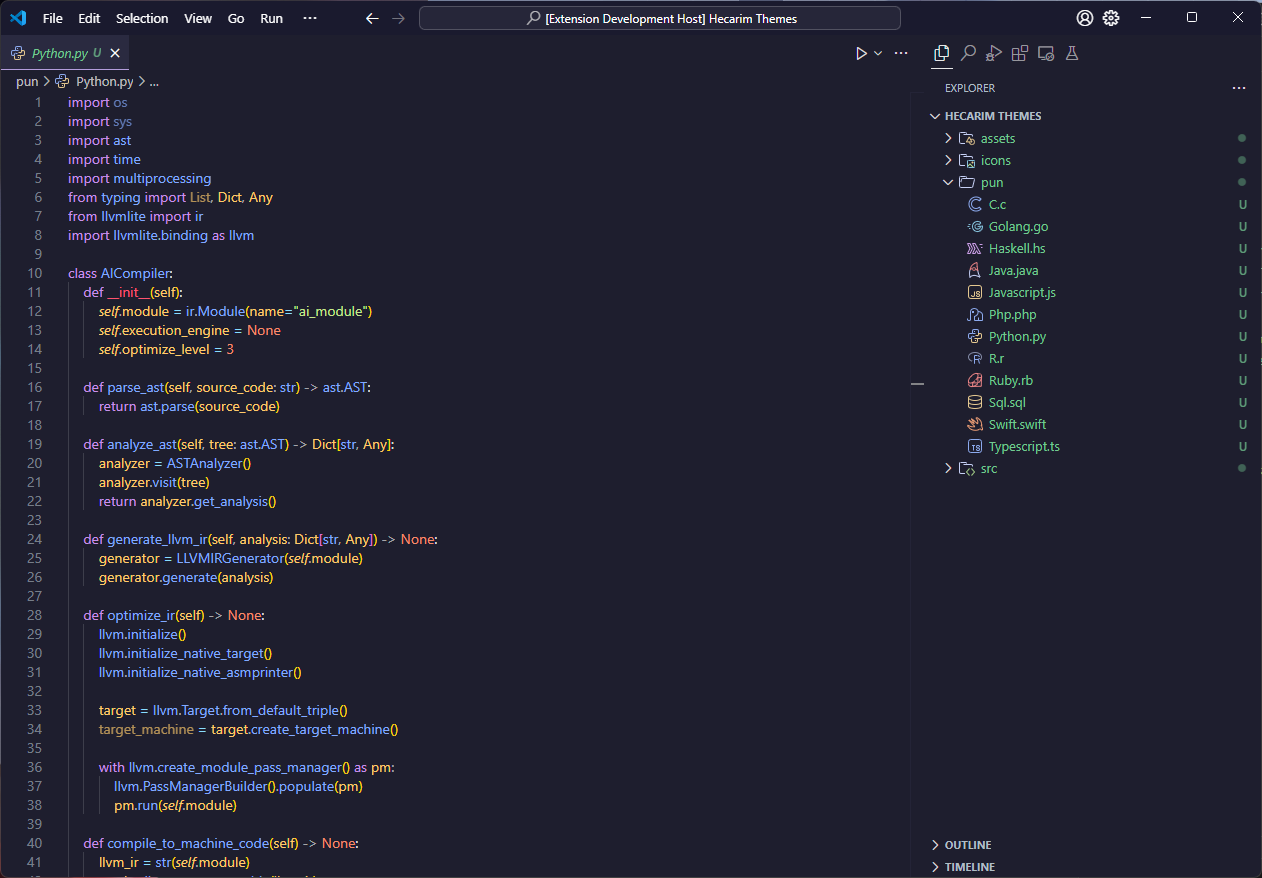 File Edit Selection View Go Run ··· [Extension Development Host] Hecarim Themes
Python.py U
pun > Python.py > ...
1 import os
2 import sys
3 import ast
4 import time
5 import multiprocessing
6 from typing import List, Dict, Any
7 from llvmlite import ir
8 import llvmlite.binding as llvm
9
10 class AICompiler:
11 def __init__(self):
12 self.module = ir.Module(name="ai_module")
13 self.execution_engine = None
14 self.optimize_level = 3
15
16 def parse_ast(self, source_code: str) -> ast.AST:
17 return ast.parse(source_code)
18
19 def analyze_ast(self, tree: ast.AST) -> Dict[str, Any]:
20 analyzer = ASTAnalyzer()
21 analyzer.visit(tree)
22 return analyzer.get_analysis()
23
24 def generate_llvm_ir(self, analysis: Dict[str, Any]) -> None:
25 generator = LLVMIRGenerator(self.module)
26 generator.generate(analysis)
27
28 def optimize_ir(self) -> None:
29 llvm.initialize()
30 llvm.initialize_native_target()
31 llvm.initialize_native_asmprinter()
32
33 target = llvm.Target.from_default_triple()
34 target_machine = target.create_target_machine()
35
36 with llvm.create_module_pass_manager() as pm:
37 llvm.PassManagerBuilder().populate(pm)
38 pm.run(self.module)
39
40 def compile_to_machine_code(self) -> None:
41 llvm_ir = str(self.module)
EXPLORER
HECARIM THEMES
assets
icons
pun
C.c U
Golang.go U
Haskell.hs U
Java.java U
JS Javascript.js U
Php.php U
Python.py U
R.r U
Ruby.rb U
Sql.sql U
Swift.swift U
TS Typescript.ts U
src
OUTLINE
TIMELINE